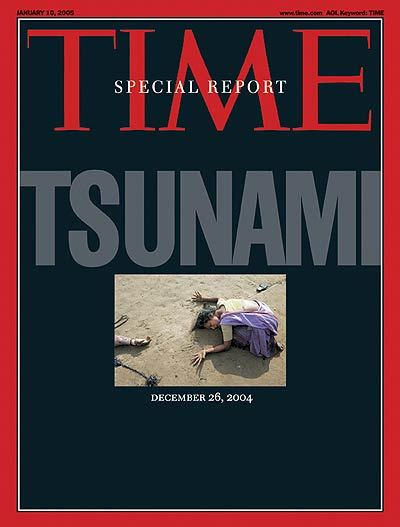 JANUARY 10, 2005
www.time.com AOL Keyword: TIME
TIME
SPECIAL REPORT
TSUNAMI
DECEMBER 26, 2004